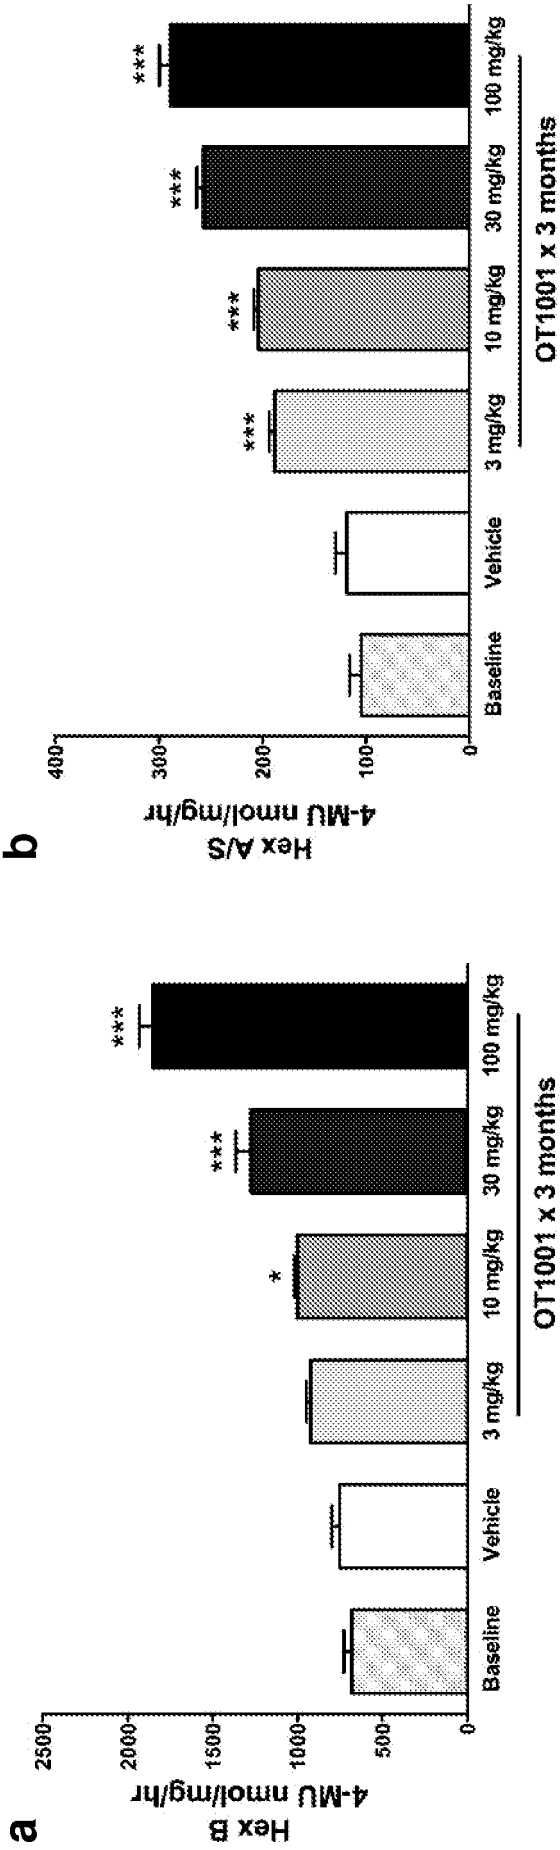 a
Hex B
4-MU nmol/mg/hr
2500
2000
1500
1000
500
0
*
***
***
Baseline
Vehicle
3 mg/kg
10 mg/kg
30 mg/kg
100 mg/kg
OT1001 x 3 months
b
Hex A/S
4-MU nmol/mg/hr
400
300
200
100
0
***
***
***
***
Baseline
Vehicle
3 mg/kg
10 mg/kg
30 mg/kg
100 mg/kg
OT1001 x 3 months